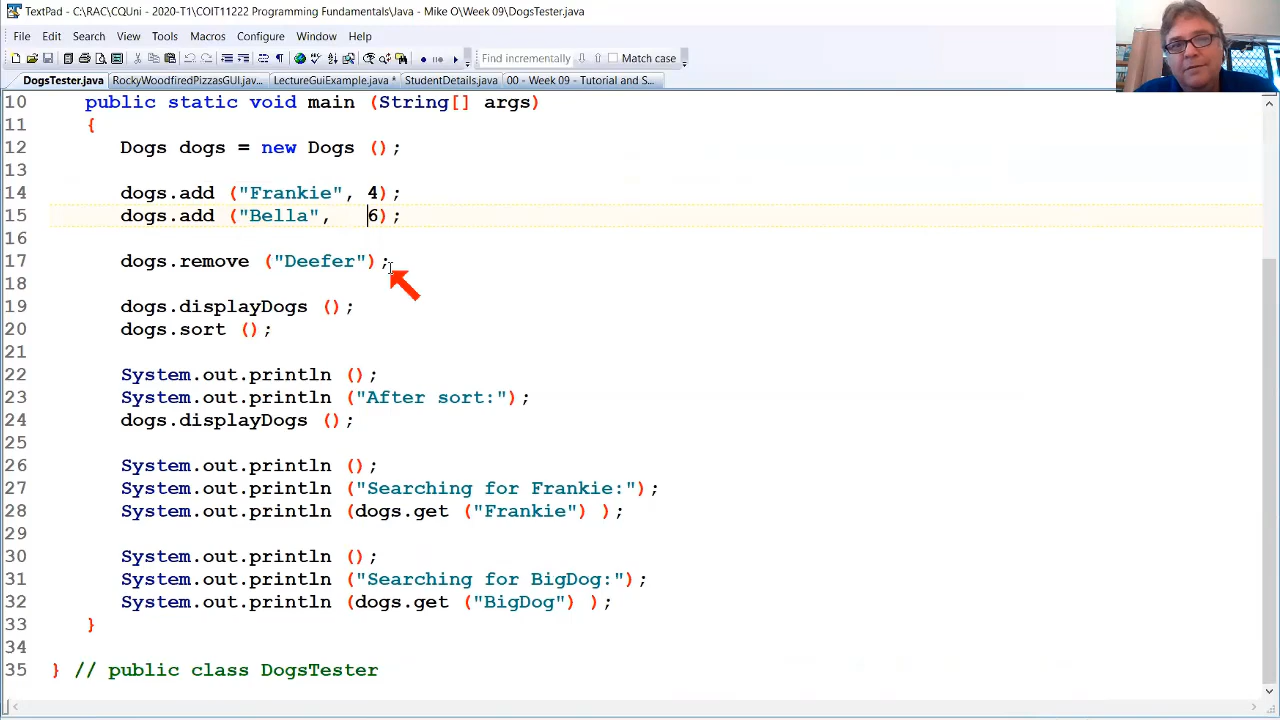 TextPad - C:\RAC\CQUni - 2020-T1\COIT11222 Programming Fundamentals\Java - Mike O\Week 09\DogsTester.java
File Edit Search View Tools Macros Configure Window Help
Find incrementally Match case
DogsTester.java RockyWoodfiredPizzasGUI.jav... LectureGuiExample.java * StudentDetails.java 00 - Week 09 - Tutorial and S...
10 public static void main (String[] args)
11 {
12 Dogs dogs = new Dogs ();
13
14 dogs.add ("Frankie", 4);
15 dogs.add ("Bella", 6);
16
17 dogs.remove ("Deefer");
18
19 dogs.displayDogs ();
20 dogs.sort ();
21
22 System.out.println ();
23 System.out.println ("After sort:");
24 dogs.displayDogs ();
25
26 System.out.println ();
27 System.out.println ("Searching for Frankie:");
28 System.out.println (dogs.get ("Frankie") );
29
30 System.out.println ();
31 System.out.println ("Searching for BigDog:");
32 System.out.println (dogs.get ("BigDog") );
33 }
34
35 } // public class DogsTester